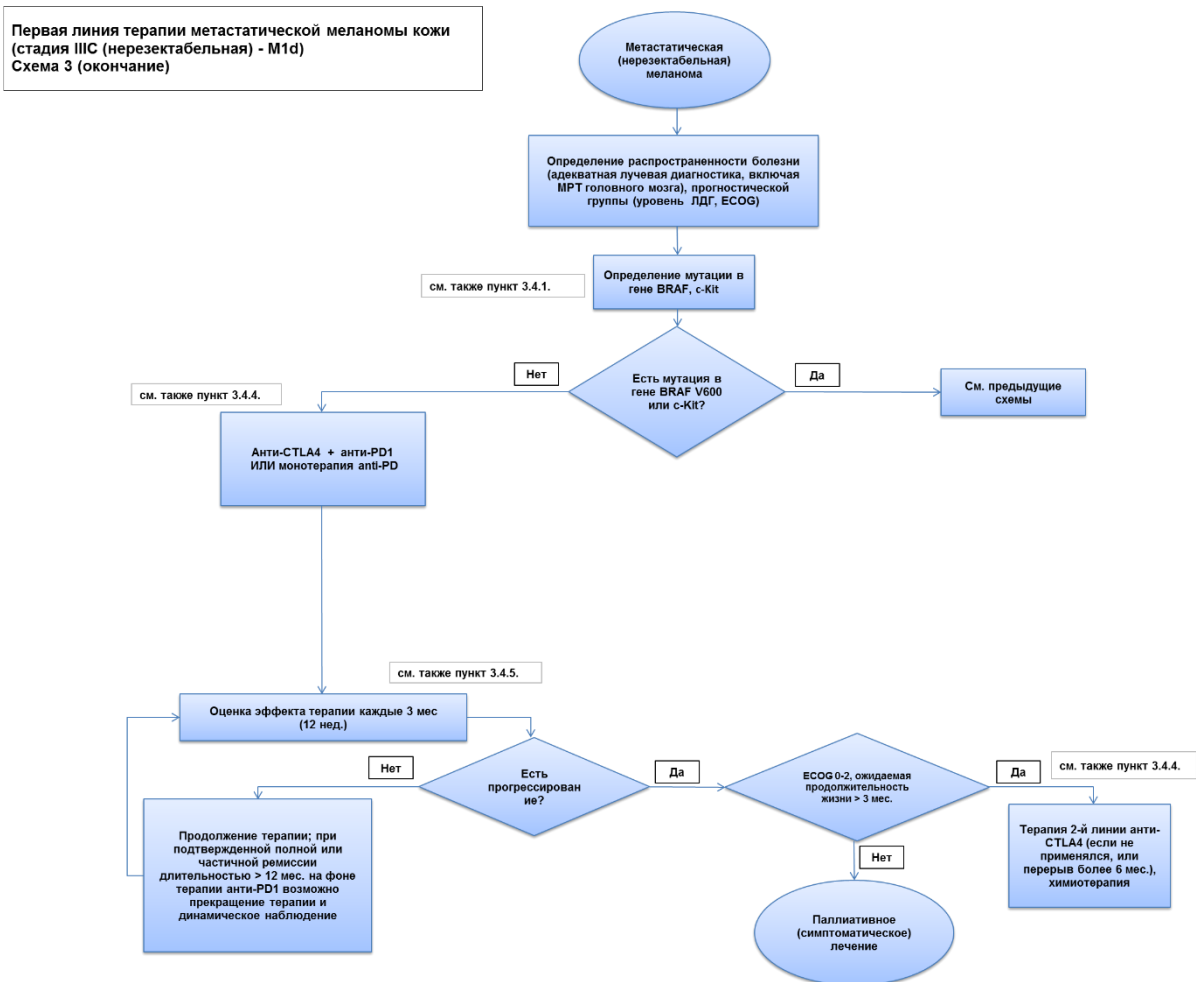 Первая линия терапии метастатической меланомы кожи
(стадия IIIC (нерезектабельная) - M1d)
Схема 3 (окончание)
Метастатическая
(нерезектабельная)
меланома
Определение распространенности болезни
(адекватная лучевая диагностика, включая
МРТ головного мозга), прогностической
группы (уровень ЛДГ, ECOG)
см. также пункт 3.4.1.
Определение мутации в
гене BRAF, c-Kit
Нет
Есть мутация в
гене BRAF V600
или c-Kit?
Да
См. предыдущие
схемы
см. также пункт 3.4.4.
Анти-CTLA4 + анти-PD1
ИЛИ монотерапия anti-PD
см. также пункт 3.4.5.
Оценка эффекта терапии каждые 3 мес
(12 нед.)
Нет
Есть
прогрессирован
ие?
Да
ECOG 0-2, ожидаемая
продолжительность
жизни > 3 мес.
Да
см. также пункт 3.4.4.
Продолжение терапии; при
подтвержденной полной или
частичной ремиссии
длительностью > 12 мес. на фоне
терапии анти-PD1 возможно
прекращение терапии и
динамическое наблюдение
Нет
Терапия 2-й линии анти-
CTLA4 (если не
применялся, или
перерыв более 6 мес.),
химиотерапия
Паллиативное
(симптоматическое)
лечение